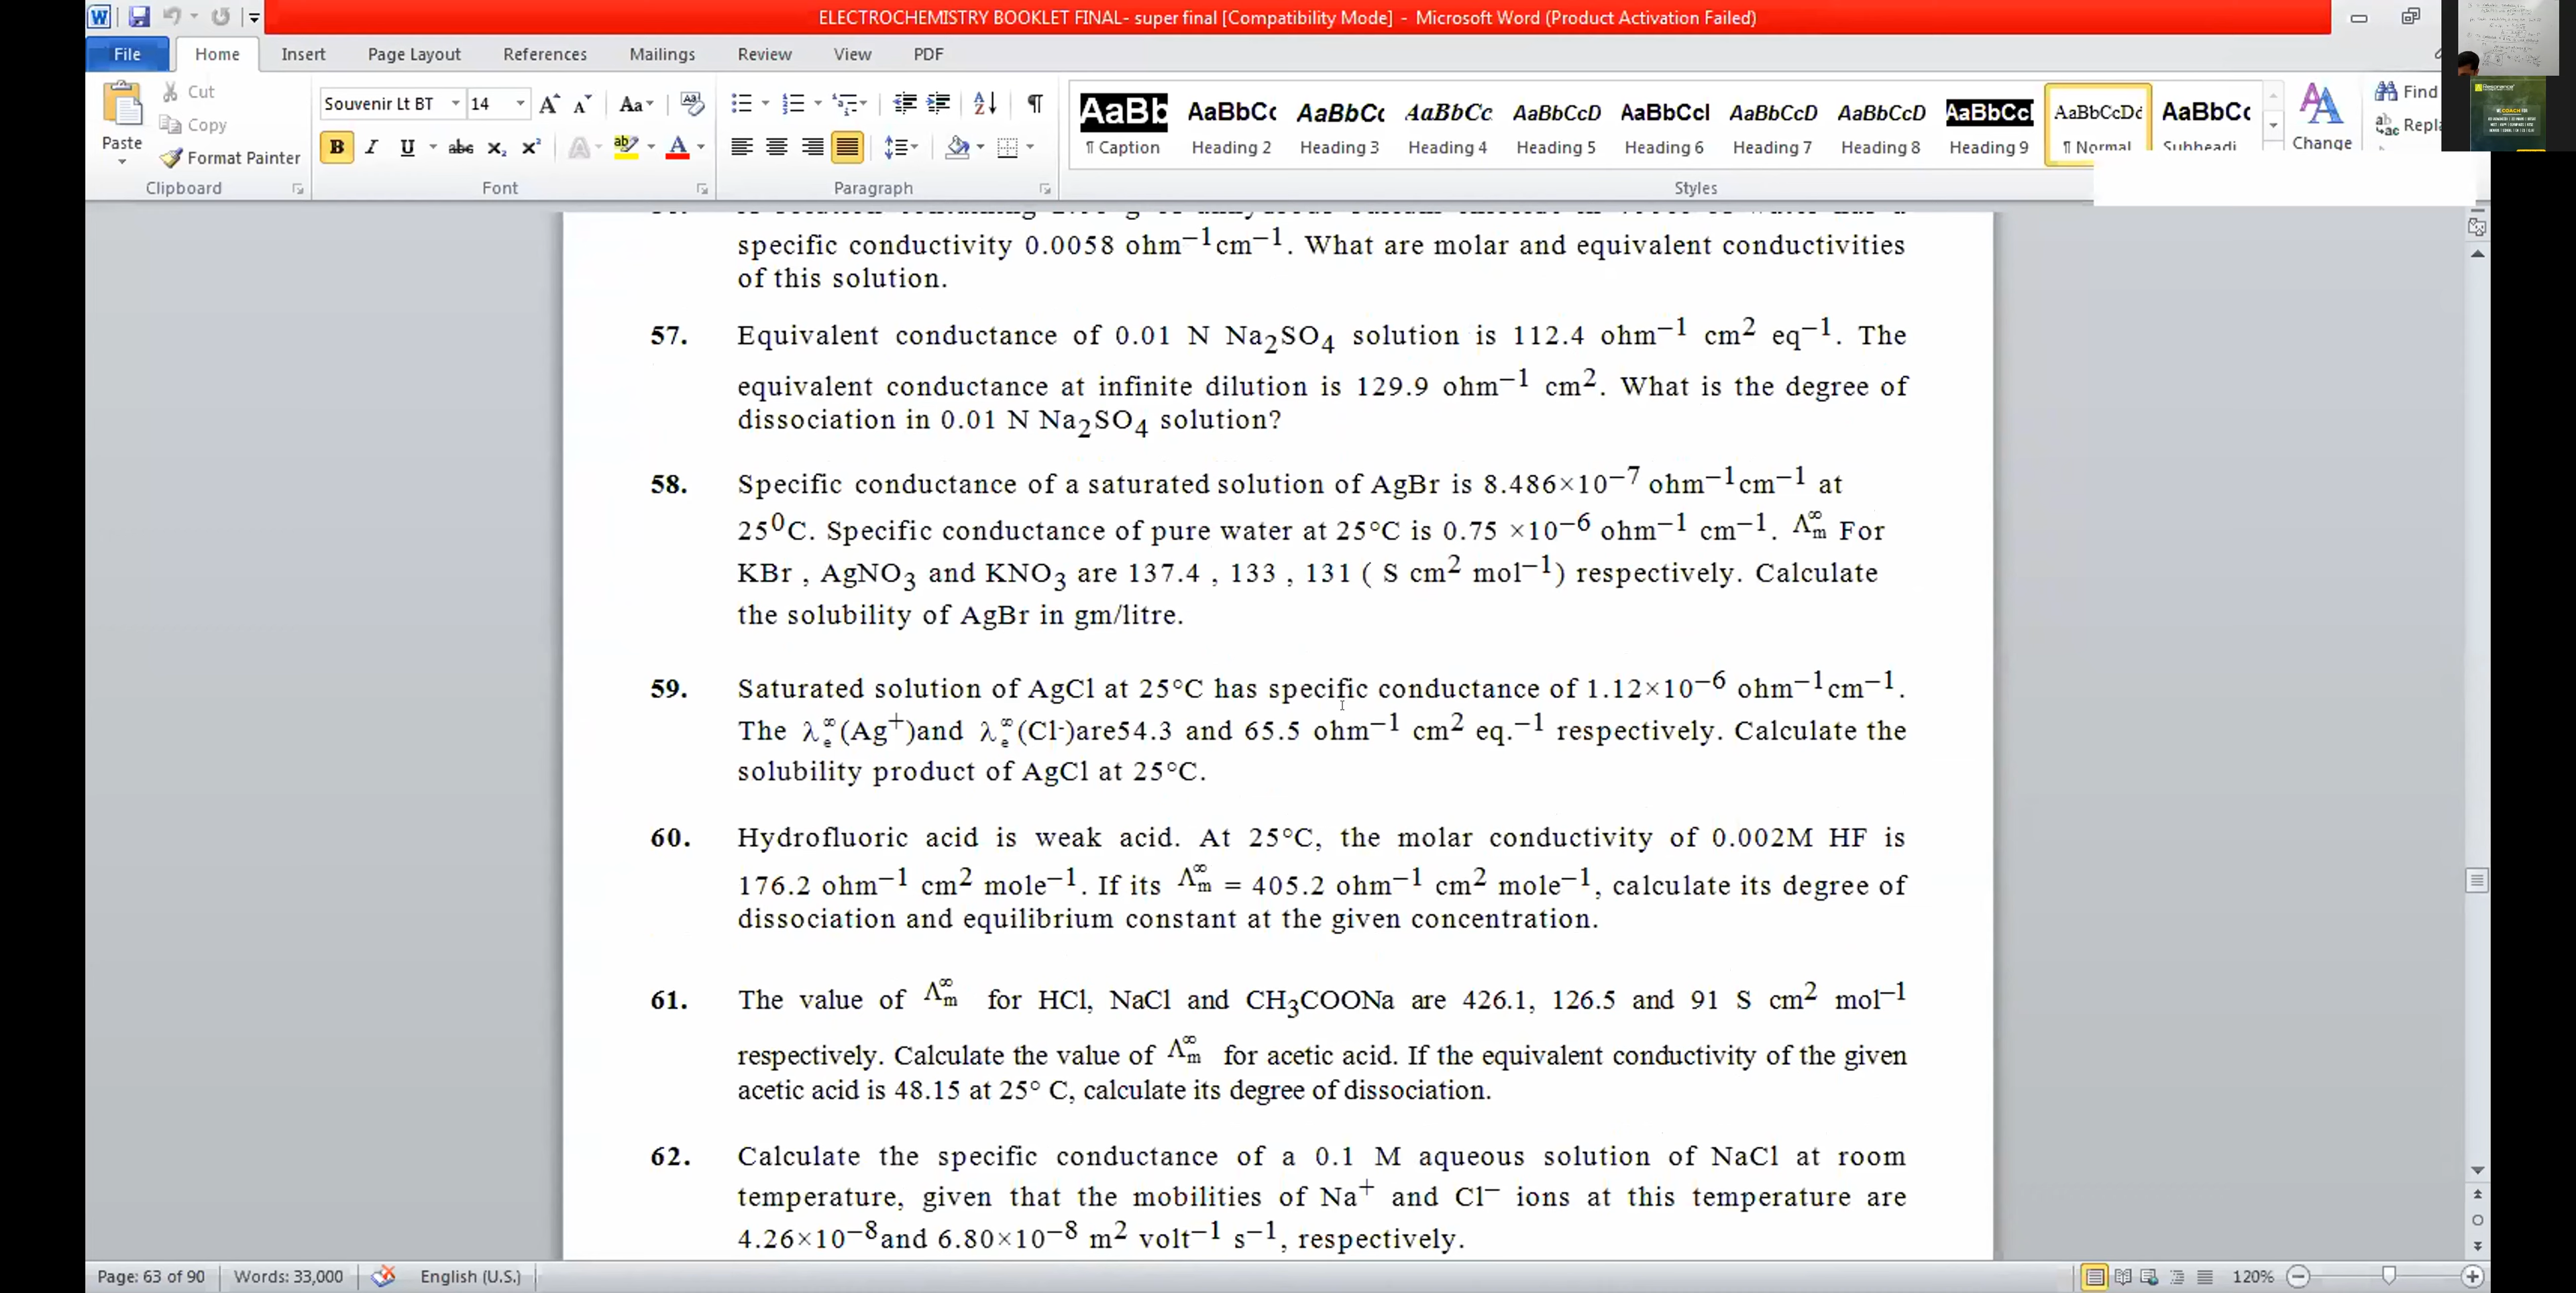 ELECTROCHEMISTRY BOOKLET FINAL- super final [Compatibility Mode] - Microsoft Word (Product Activation Failed)
File Home Insert Page Layout References Mailings Review View PDF
Paste
Cut
Copy
Format Painter
Clipboard
Souvenir Lt BT 14
Font
Paragraph
AaBb AaBbCc AaBbCc AaBbCc AaBbCcD AaBbCcI AaBbCcD AaBbCcD AaBbCcI AaBbCcDd AaBbCc
¶ Caption Heading 2 Heading 3 Heading 4 Heading 5 Heading 6 Heading 7 Heading 8 Heading 9 ¶ Normal Subheadi
Change
Find
Repl
Styles
specific conductivity 0.0058 ohm⁻¹cm⁻¹. What are molar and equivalent conductivities
of this solution.
57. Equivalent conductance of 0.01 N Na₂SO₄ solution is 112.4 ohm⁻¹ cm² eq⁻¹. The
equivalent conductance at infinite dilution is 129.9 ohm⁻¹ cm². What is the degree of
dissociation in 0.01 N Na₂SO₄ solution?
58. Specific conductance of a saturated solution of AgBr is 8.486×10⁻⁷ ohm⁻¹cm⁻¹ at
25⁰C. Specific conductance of pure water at 25°C is 0.75 ×10⁻⁶ ohm⁻¹ cm⁻¹. Λ∞m For
KBr , AgNO₃ and KNO₃ are 137.4 , 133 , 131 ( S cm² mol⁻¹) respectively. Calculate
the solubility of AgBr in gm/litre.
59. Saturated solution of AgCl at 25°C has specific conductance of 1.12×10⁻⁶ ohm⁻¹cm⁻¹.
The λ∞e(Ag⁺)and λ∞e(Cl⁻)are54.3 and 65.5 ohm⁻¹ cm² eq.⁻¹ respectively. Calculate the
solubility product of AgCl at 25°C.
60. Hydrofluoric acid is weak acid. At 25°C, the molar conductivity of 0.002M HF is
176.2 ohm⁻¹ cm² mole⁻¹. If its Λ∞m = 405.2 ohm⁻¹ cm² mole⁻¹, calculate its degree of
dissociation and equilibrium constant at the given concentration.
61. The value of Λ∞m for HCl, NaCl and CH₃COONa are 426.1, 126.5 and 91 S cm² mol⁻¹
respectively. Calculate the value of Λ∞m for acetic acid. If the equivalent conductivity of the given
acetic acid is 48.15 at 25° C, calculate its degree of dissociation.
62. Calculate the specific conductance of a 0.1 M aqueous solution of NaCl at room
temperature, given that the mobilities of Na⁺ and Cl⁻ ions at this temperature are
4.26×10⁻⁸and 6.80×10⁻⁸ m² volt⁻¹ s⁻¹, respectively.
Page: 63 of 90 Words: 33,000 English (U.S.) 120%